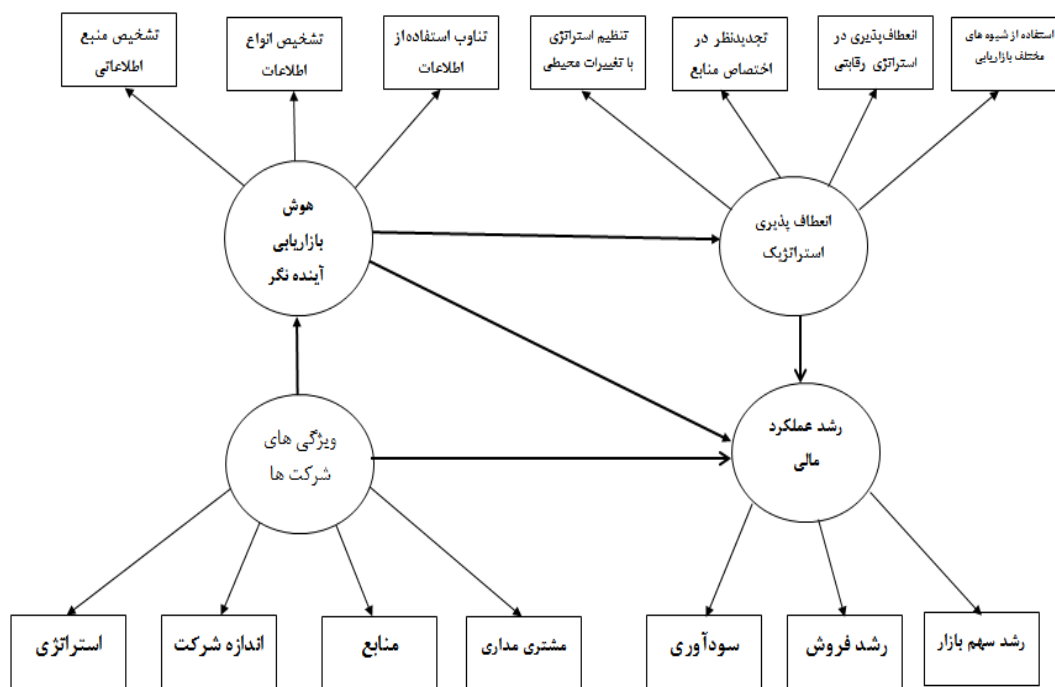 استفاده از شیوه های
مختلف بازاریابی
انعطاف‌پذیری در
استراتژی رقابتی
تجدیدنظر در
اختصاص منابع
تنظیم استراتژی
با تغییرات محیطی
تناوب استفاده‌از
اطلاعات
تشخیص انواع
اطلاعات
تشخیص منبع
اطلاعاتی
انعطاف پذیری
استراتژیک
هوش
بازاریابی
آینده نگر
رشد عملکرد
مالی
ویژگی های
شرکت ها
رشد سهم بازار
رشد فروش
سودآوری
مشتری مداری
منابع
اندازه شرکت
استراتژی